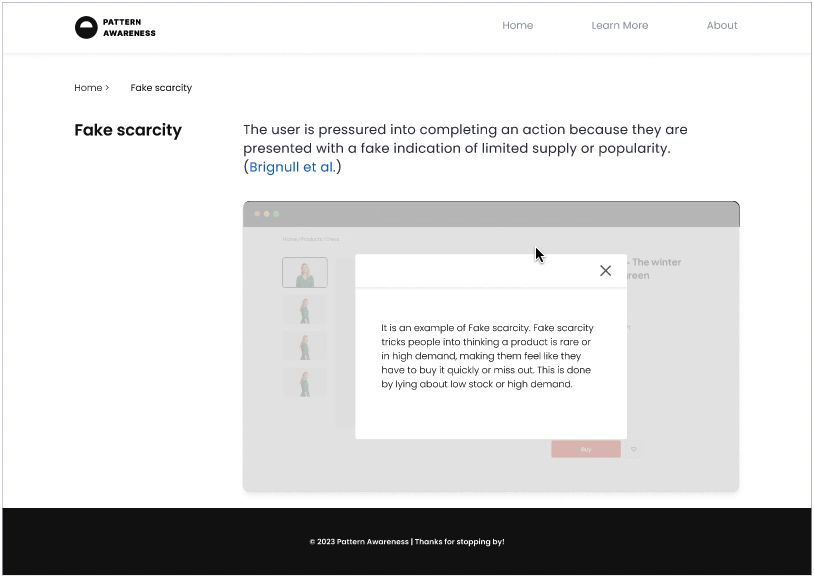 PATTERN
AWARENESS
Home
Learn More
About
Home >
Fake scarcity
Fake scarcity
The user is pressured into completing an action because they are
presented with a fake indication of limited supply or popularity.
(Brignull et al.)
Home/Products/Dress
- The winter
green
It is an example of Fake scarcity. Fake scarcity
tricks people into thinking a product is rare or
in high demand, making them feel like they
have to buy it quickly or miss out. This is done
by lying about low stock or high demand.
Buy
© 2023 Pattern Awareness | Thanks for stopping by!